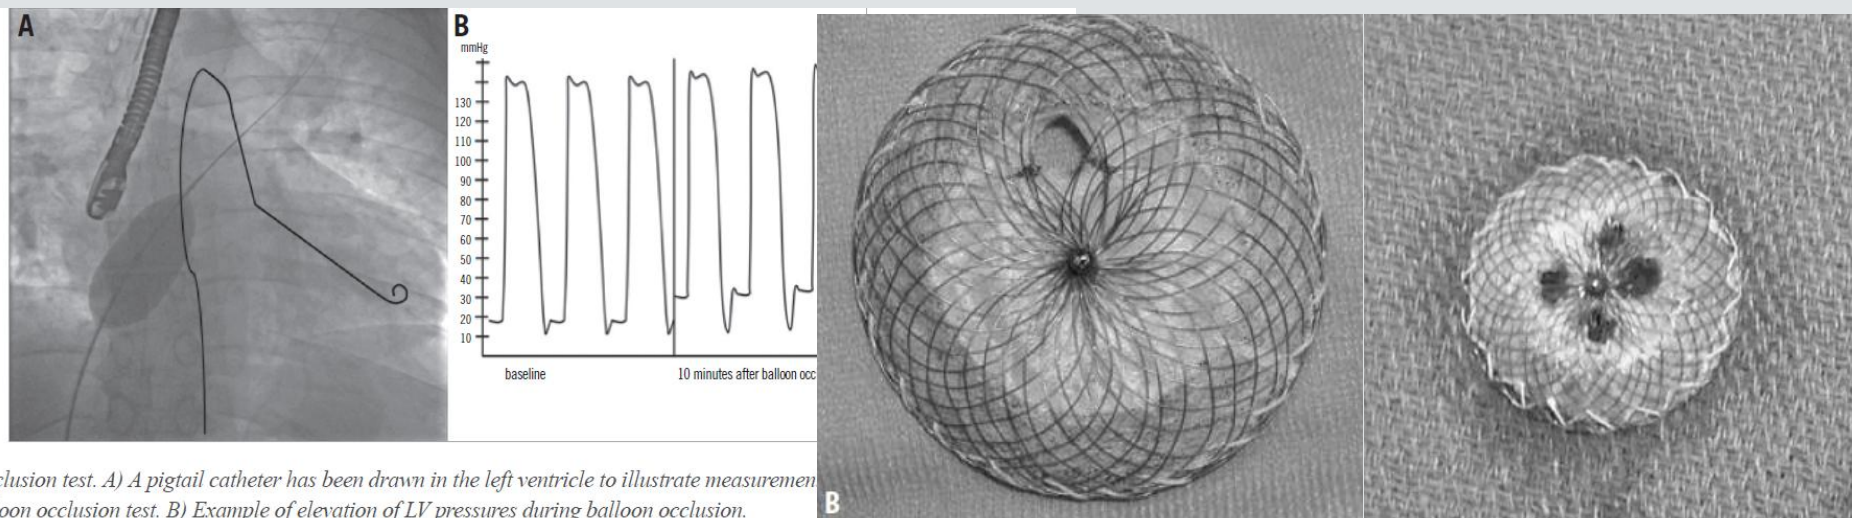 A
B
mmHg
130
120
110
100
90
80
70
60
50
40
30
20
10
baseline
10 minutes after balloon occ
clusion test. A) A pigtail catheter has been drawn in the left ventricle to illustrate measuremen
oon occlusion test. B) Example of elevation of LV pressures during balloon occlusion.
B